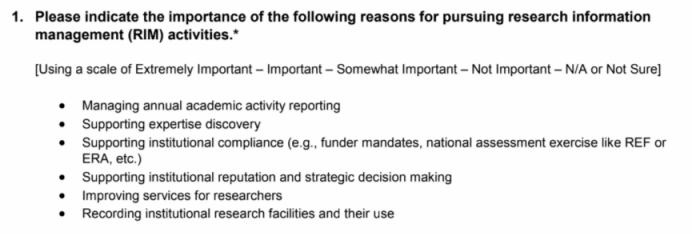 1. Please indicate the importance of the following reasons for pursuing research information
management (RIM) activities.*
[Using a scale of Extremely Important – Important – Somewhat Important – Not Important – N/A or Not Sure]
• Managing annual academic activity reporting
• Supporting expertise discovery
• Supporting institutional compliance (e.g., funder mandates, national assessment exercise like REF or
ERA, etc.)
• Supporting institutional reputation and strategic decision making
• Improving services for researchers
• Recording institutional research facilities and their use